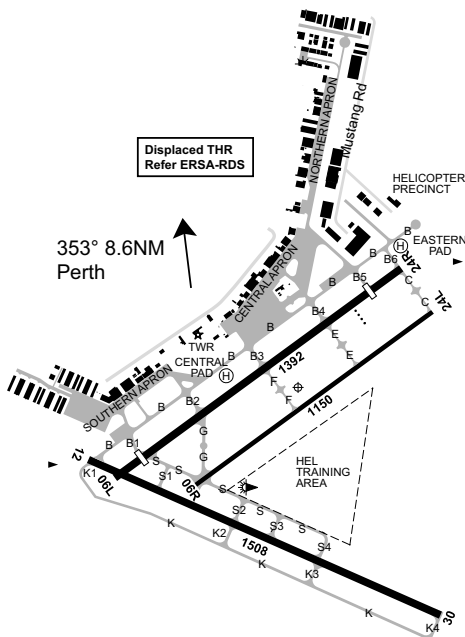 NORTHERN APRON
Mustang Rd
Displaced THR
Refer ERSA-RDS
HELICOPTER
PRECINCT
353° 8.6NM
Perth
B
H
EASTERN
PAD
B
B6
24R
B5
C
C
24L
CENTRAL APRON
B
B4
B
E
E
TWR
CENTRAL
PAD
H
B
B3
1392
F
F
1150
SOUTHERN APRON
B
B2
B
B1
G
G
12
K1
06L
S
S
S1
06R
HEL
TRAINING
AREA
S
S2
S
S3
S
S4
K
K2
1508
K
K3
K
K4
30